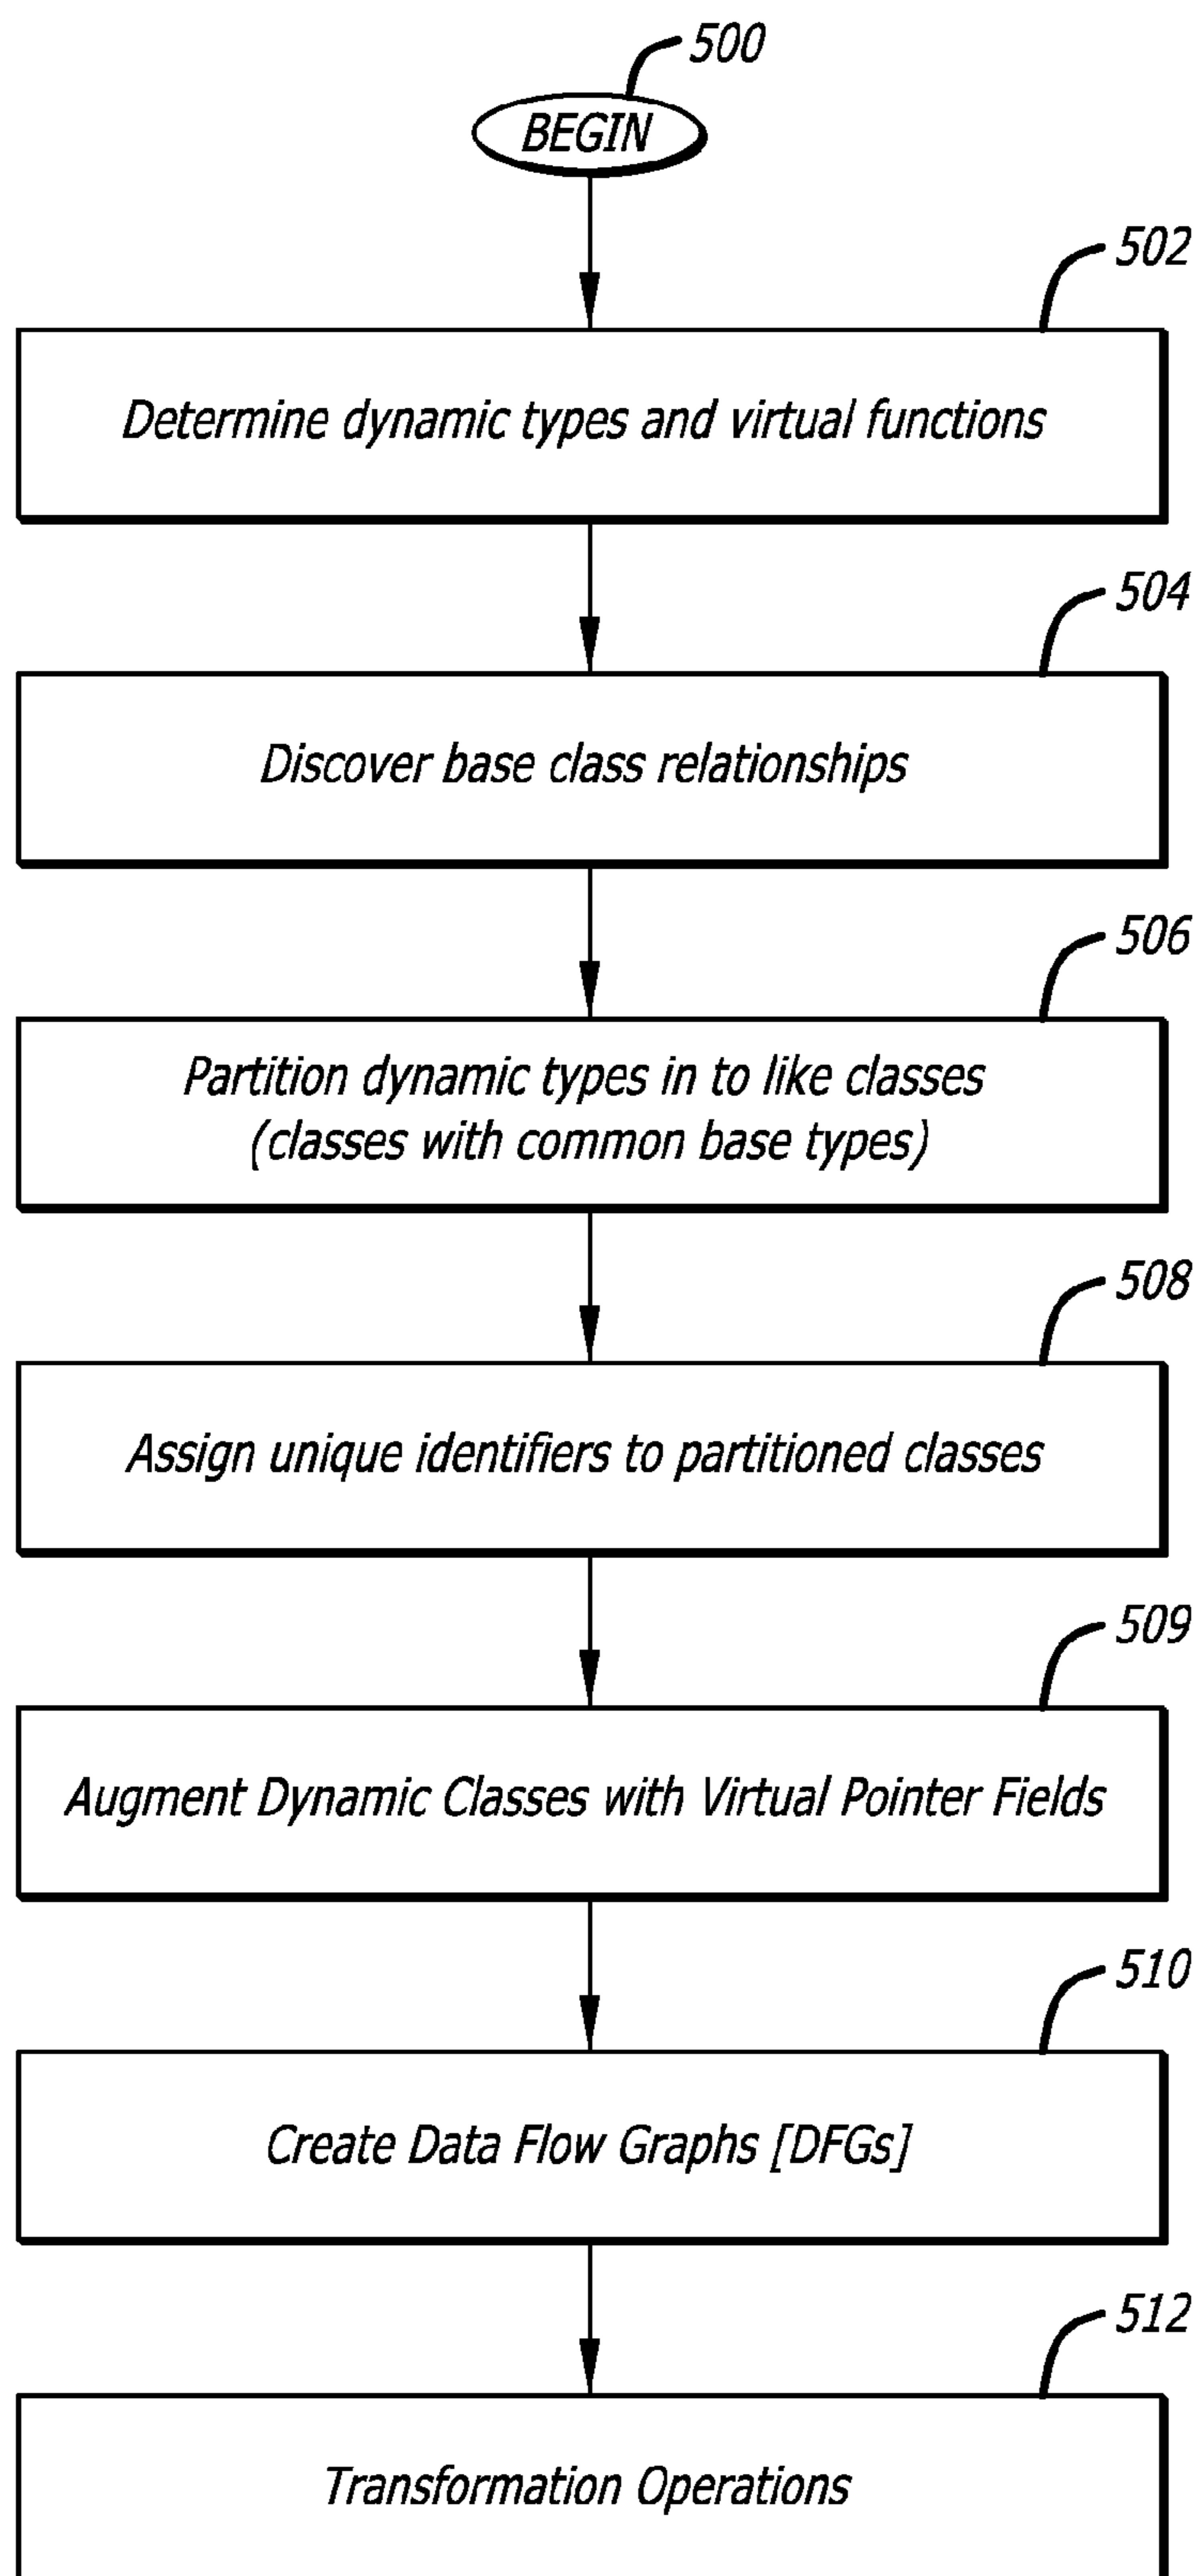 500
BEGIN
502
Determine dynamic types and virtual functions
504
Discover base class relationships
506
Partition dynamic types in to like classes
(classes with common base types)
508
Assign unique identifiers to partitioned classes
509
Augment Dynamic Classes with Virtual Pointer Fields
510
Create Data Flow Graphs [DFGs]
512
Transformation Operations